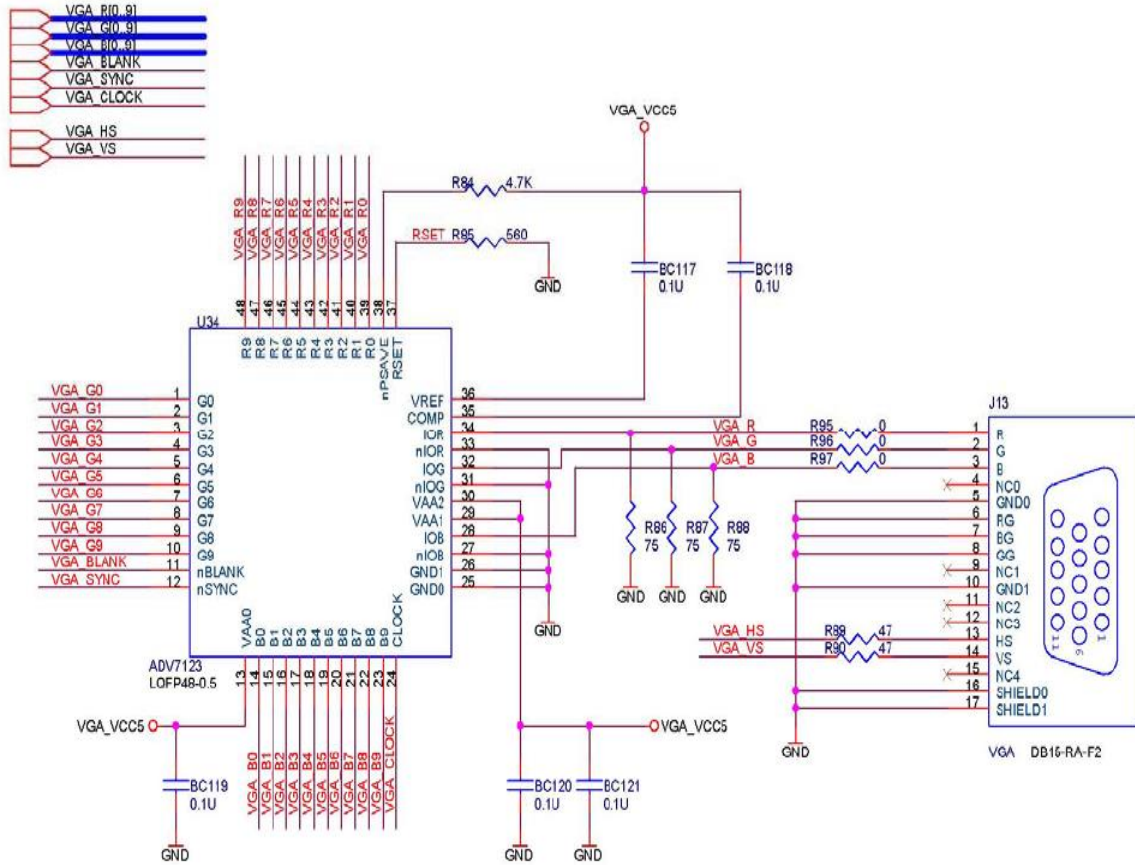 VGA_R[0..9]
VGA_G[0..9]
VGA_B[0..9]
VGA_BLANK
VGA_SYNC
VGA_CLOCK
VGA_HS
VGA_VS
VGA_VCC5
R84 4.7K
RSET R85 560
GND
BC117
0.1U
BC118
0.1U
VGA_R9
VGA_R8
VGA_R7
VGA_R6
VGA_R5
VGA_R4
VGA_R3
VGA_R2
VGA_R1
VGA_R0
48 47 46 45 44 43 42 41 40 39 38 37
U34
R9 R8 R7 R6 R5 R4 R3 R2 R1 R0 nPSAVE RSET
VGA_G0 1 G0
VGA_G1 2 G1
VGA_G2 3 G2
VGA_G3 4 G3
VGA_G4 5 G4
VGA_G5 6 G5
VGA_G6 7 G6
VGA_G7 8 G7
VGA_G8 9 G8
VGA_G9 10 G9
VGA_BLANK 11 nBLANK
VGA_SYNC 12 nSYNC
VREF 36
COMP 35
IOR 34
nIOR 33
IOG 32
nIOG 31
VAA2 30
VAA1 29
IOB 28
nIOB 27
GND1 26
GND0 25
VAA0 B0 B1 B2 B3 B4 B5 B6 B7 B8 B9 CLOCK
ADV7123
LQFP48-0.5
13 14 15 16 17 18 19 20 21 22 23 24
VGA_B0
VGA_B1
VGA_B2
VGA_B3
VGA_B4
VGA_B5
VGA_B6
VGA_B7
VGA_B8
VGA_B9
VGA_CLOCK
VGA_VCC5
BC119
0.1U
GND
VGA_VCC5
BC120
0.1U
BC121
0.1U
GND
GND
GND
VGA_R R95 0
VGA_G R96 0
VGA_B R97 0
R86
75
R87
75
R88
75
GND
GND
GND
VGA_HS R89 47
VGA_VS R90 47
GND
J13
1 R
2 G
3 B
4 NC0
5 GND0
6 RG
7 BG
8 GG
9 NC1
10 GND1
11 NC2
12 NC3
13 HS
14 VS
15 NC4
16 SHIELD0
17 SHIELD1
11
6
1
VGA DB15-RA-F2